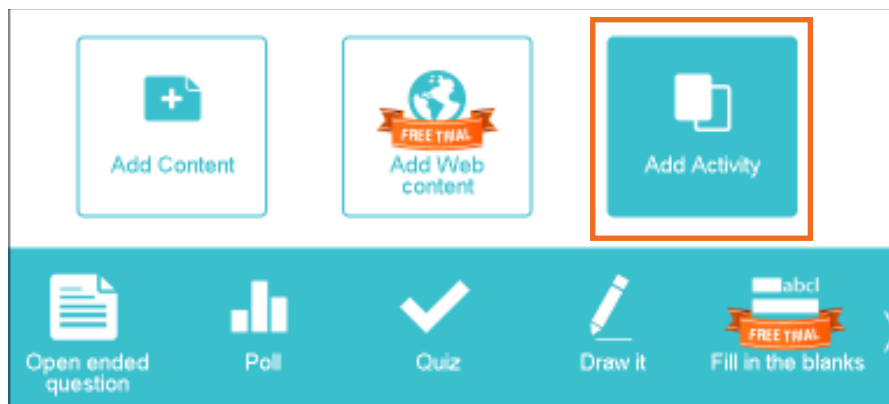 FREE TRIAL
Add Content
Add Web
content
Add Activity
abcl
FREE TRIAL
Open ended
question
Poll
Quiz
Draw it
Fill in the blanks